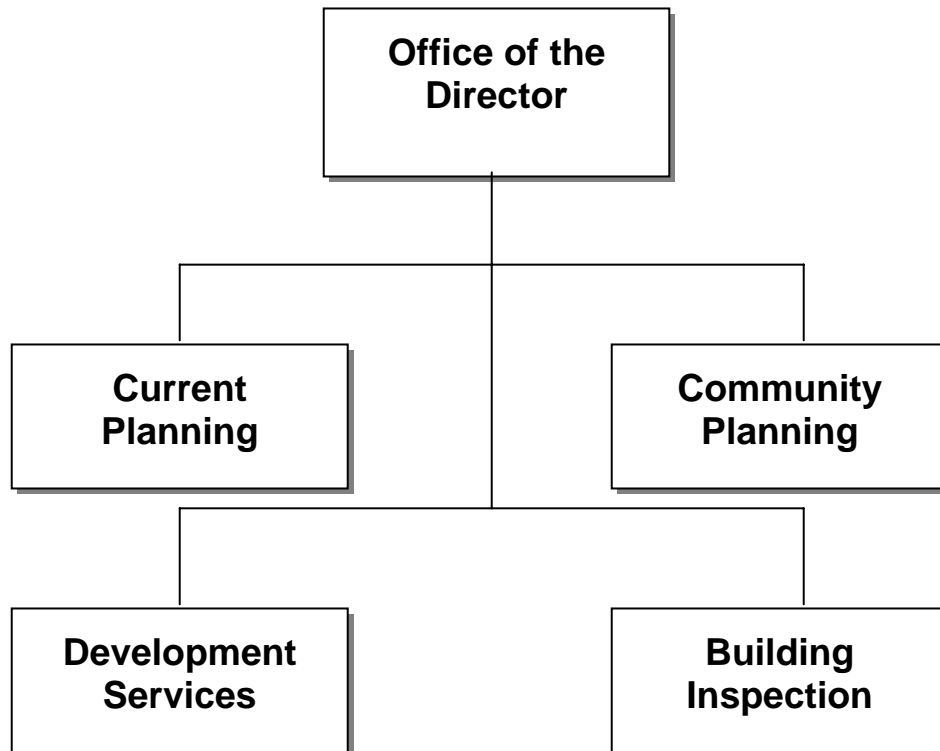 Office of the
Director
Current
Planning
Community
Planning
Development
Services
Building
Inspection